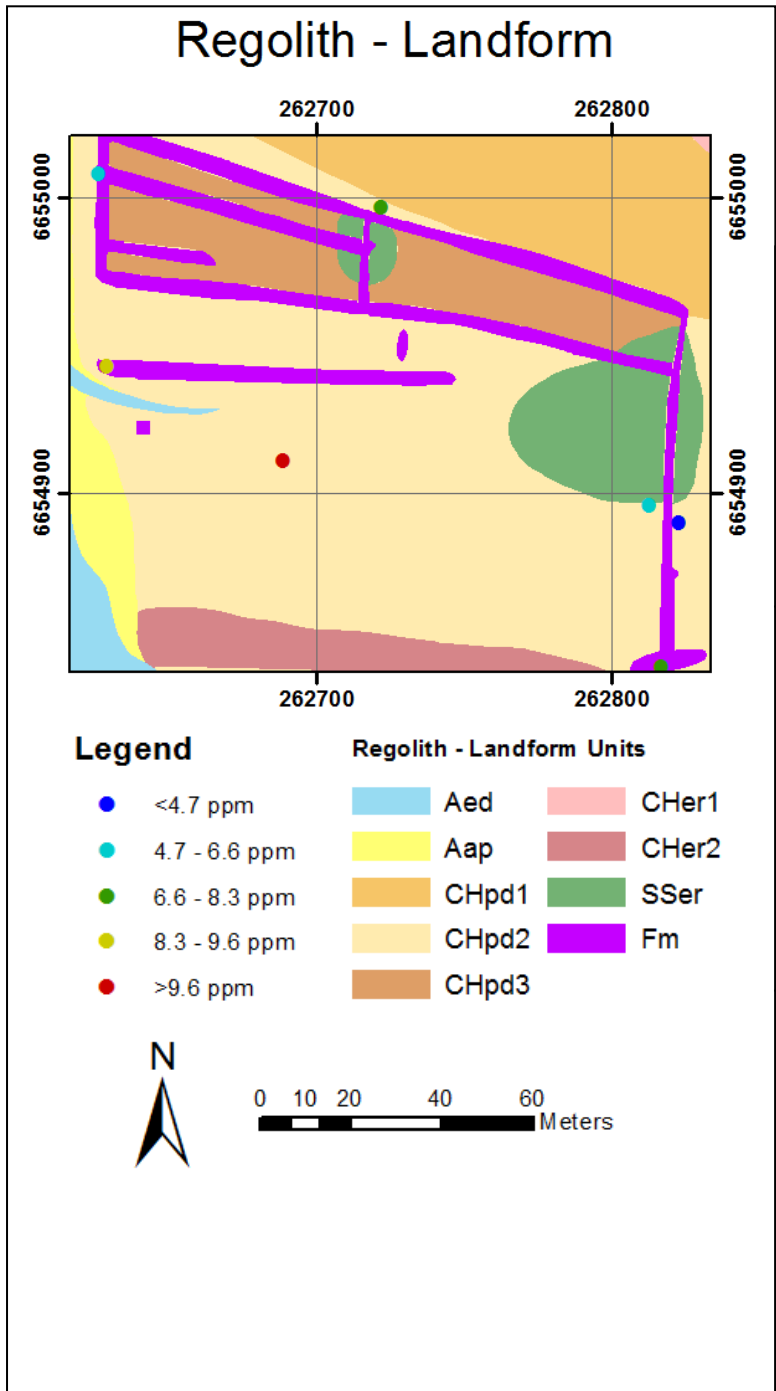 Regolith - Landform
262700 262800
6655000 6655000
6654900 6654900
262700 262800
Legend
<4.7 ppm
4.7 - 6.6 ppm
6.6 - 8.3 ppm
8.3 - 9.6 ppm
>9.6 ppm
Regolith - Landform Units
Aed
Aap
CHpd1
CHpd2
CHpd3
CHer1
CHer2
SSer
Fm
N
0 10 20 40 60
Meters